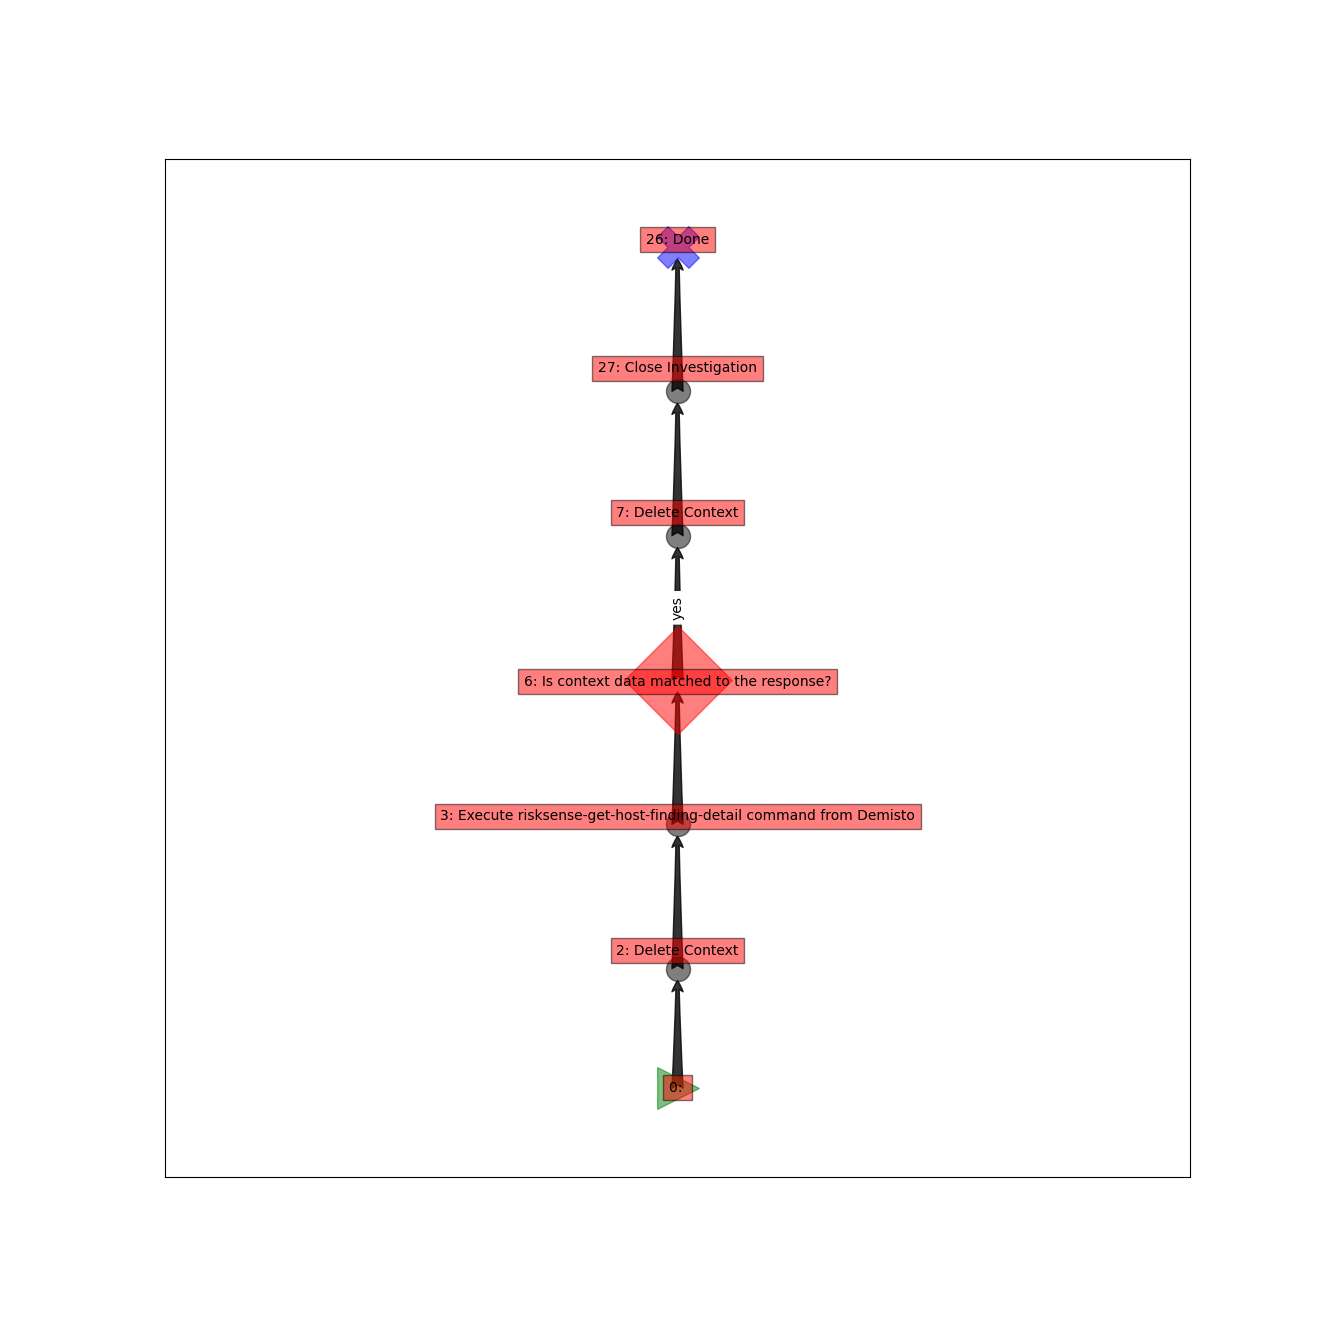 26: Done
27: Close Investigation
7: Delete Context
yes
6: Is context data matched to the response?
3: Execute risksense-get-host-finding-detail command from Demisto
2: Delete Context
0: